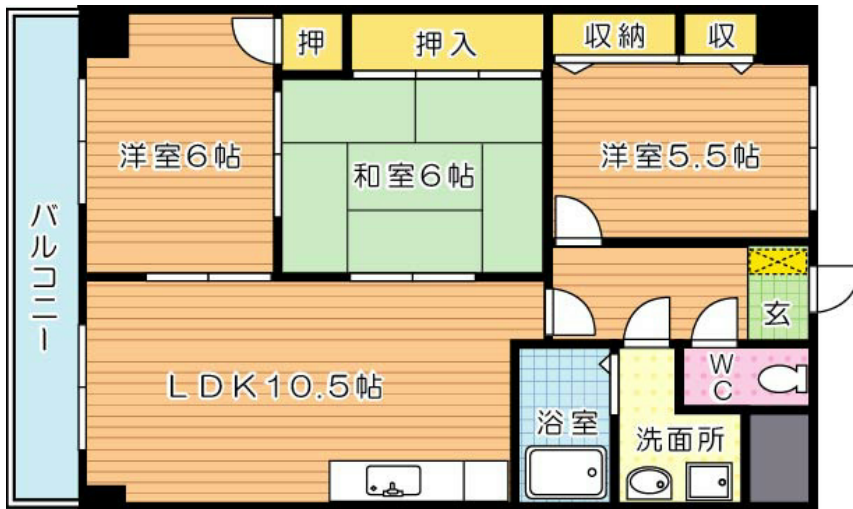 押
押入
収納
収
洋室6帖
和室6帖
洋室5.5帖
バルコニー
玄
LDK10.5帖
WC
浴室
洗面所